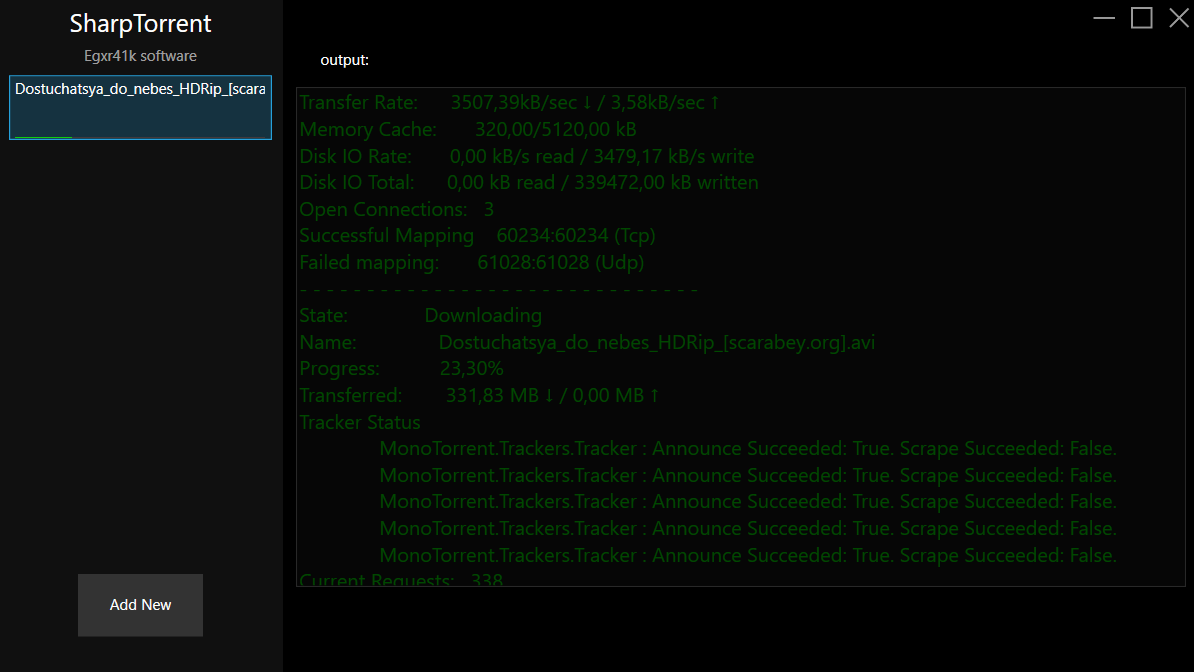 SharpTorrent
Egxr41k software
Dostuchatsya_do_nebes_HDRip_[scara
Add New
output:
Transfer Rate: 3507,39kB/sec ↓ / 3,58kB/sec ↑
Memory Cache: 320,00/5120,00 kB
Disk IO Rate: 0,00 kB/s read / 3479,17 kB/s write
Disk IO Total: 0,00 kB read / 339472,00 kB written
Open Connections: 3
Successful Mapping 60234:60234 (Tcp)
Failed mapping: 61028:61028 (Udp)
- - - - - - - - - - - - - - - - - - - - - - - - - - - - - -
State: Downloading
Name: Dostuchatsya_do_nebes_HDRip_[scarabey.org].avi
Progress: 23,30%
Transferred: 331,83 MB ↓ / 0,00 MB ↑
Tracker Status
MonoTorrent.Trackers.Tracker : Announce Succeeded: True. Scrape Succeeded: False.
MonoTorrent.Trackers.Tracker : Announce Succeeded: True. Scrape Succeeded: False.
MonoTorrent.Trackers.Tracker : Announce Succeeded: True. Scrape Succeeded: False.
MonoTorrent.Trackers.Tracker : Announce Succeeded: True. Scrape Succeeded: False.
MonoTorrent.Trackers.Tracker : Announce Succeeded: True. Scrape Succeeded: False.
Current Requests: 338